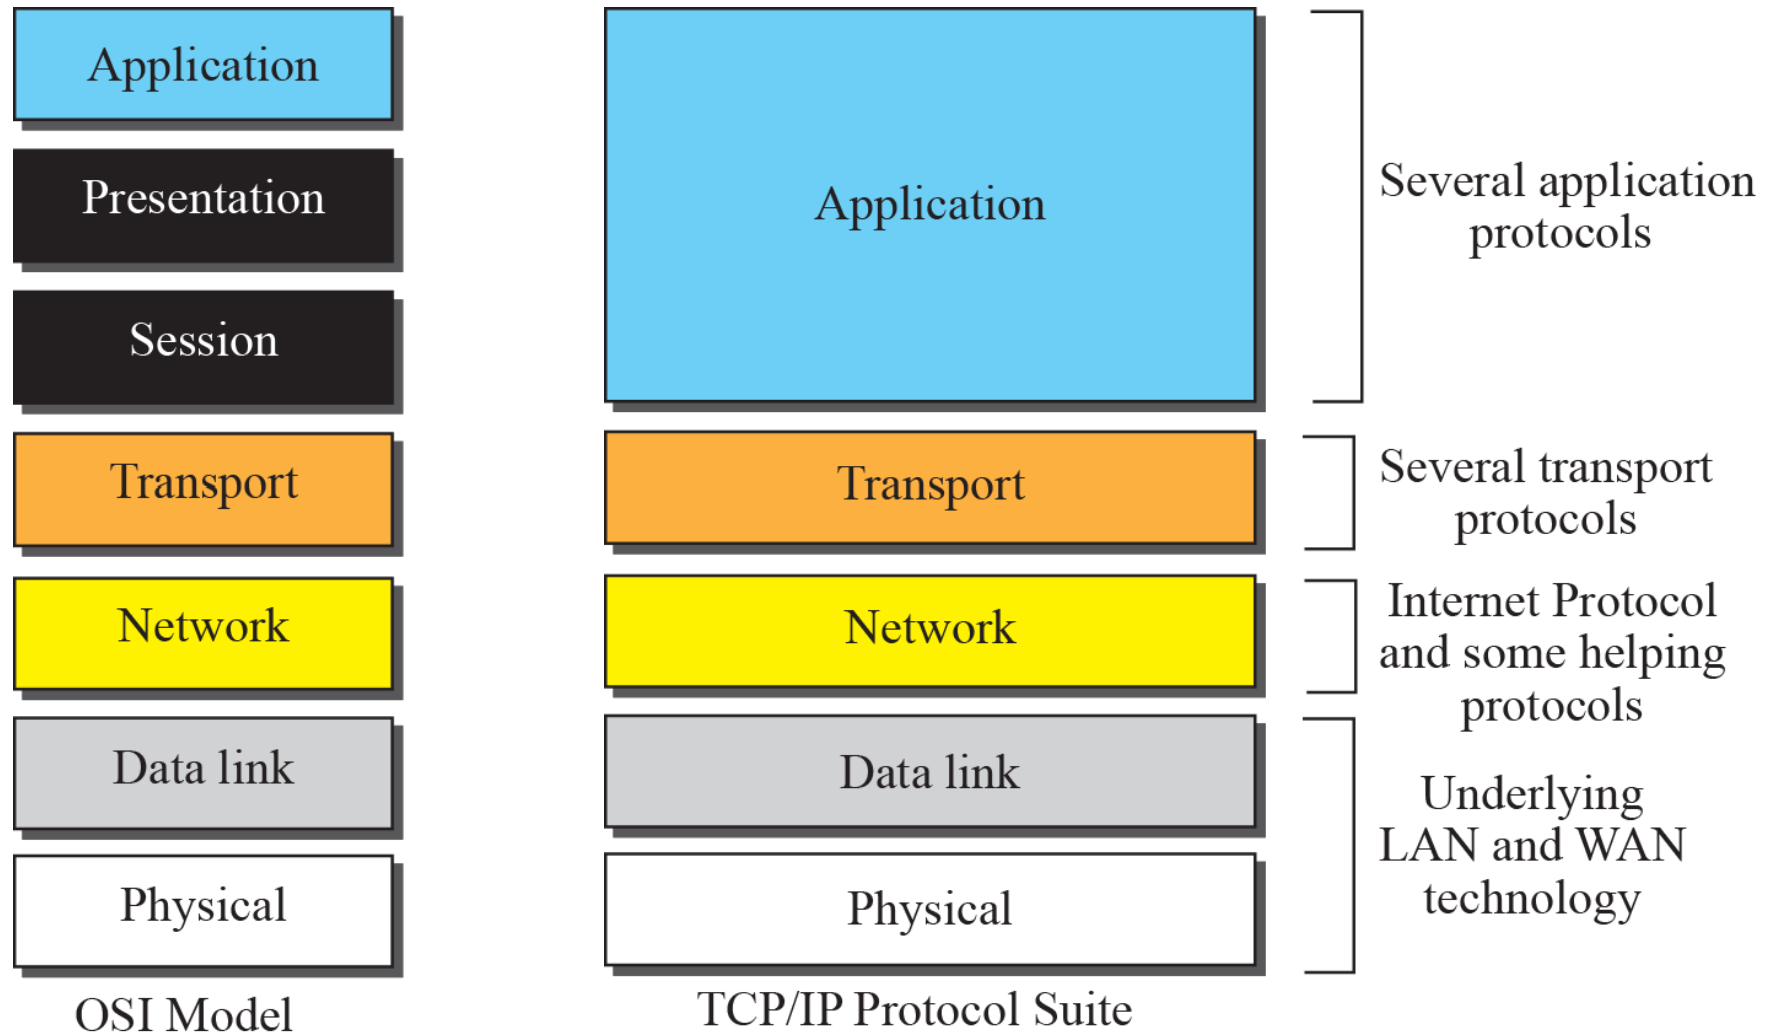 Application
Presentation
Session
Transport
Network
Data link
Physical
OSI Model
Application
Transport
Network
Data link
Physical
TCP/IP Protocol Suite
Several application
protocols
Several transport
protocols
Internet Protocol
and some helping
protocols
Underlying
LAN and WAN
technology